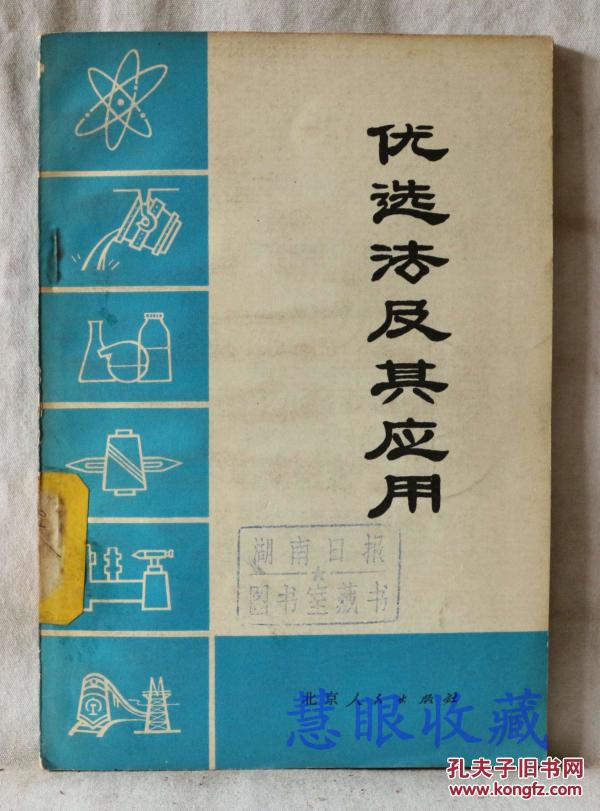 优选法及其应用
湖南日报
图书室藏书
北京人民出版社
慧眼收藏
孔夫子旧书网
www.kongfz.com